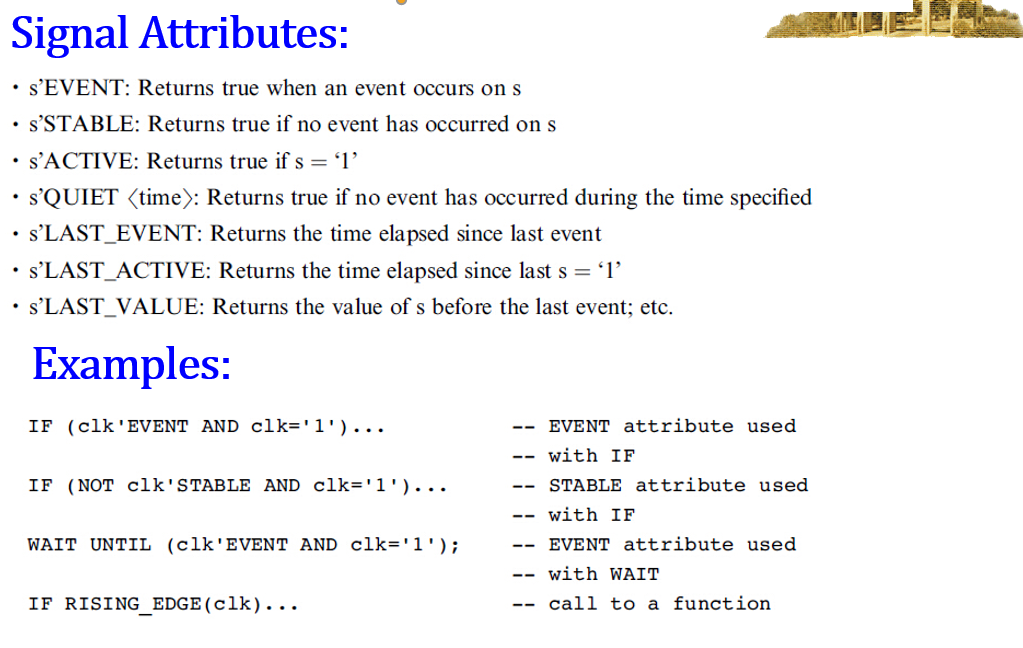 Signal Attributes:
• s’EVENT: Returns true when an event occurs on s
• s’STABLE: Returns true if no event has occurred on s
• s’ACTIVE: Returns true if s = ‘1’
• s’QUIET ⟨time⟩: Returns true if no event has occurred during the time specified
• s’LAST_EVENT: Returns the time elapsed since last event
• s’LAST_ACTIVE: Returns the time elapsed since last s = ‘1’
• s’LAST_VALUE: Returns the value of s before the last event; etc.
Examples:
IF (clk'EVENT AND clk='1')... -- EVENT attribute used
-- with IF
IF (NOT clk'STABLE AND clk='1')... -- STABLE attribute used
-- with IF
WAIT UNTIL (clk'EVENT AND clk='1'); -- EVENT attribute used
-- with WAIT
IF RISING_EDGE(clk)... -- call to a function